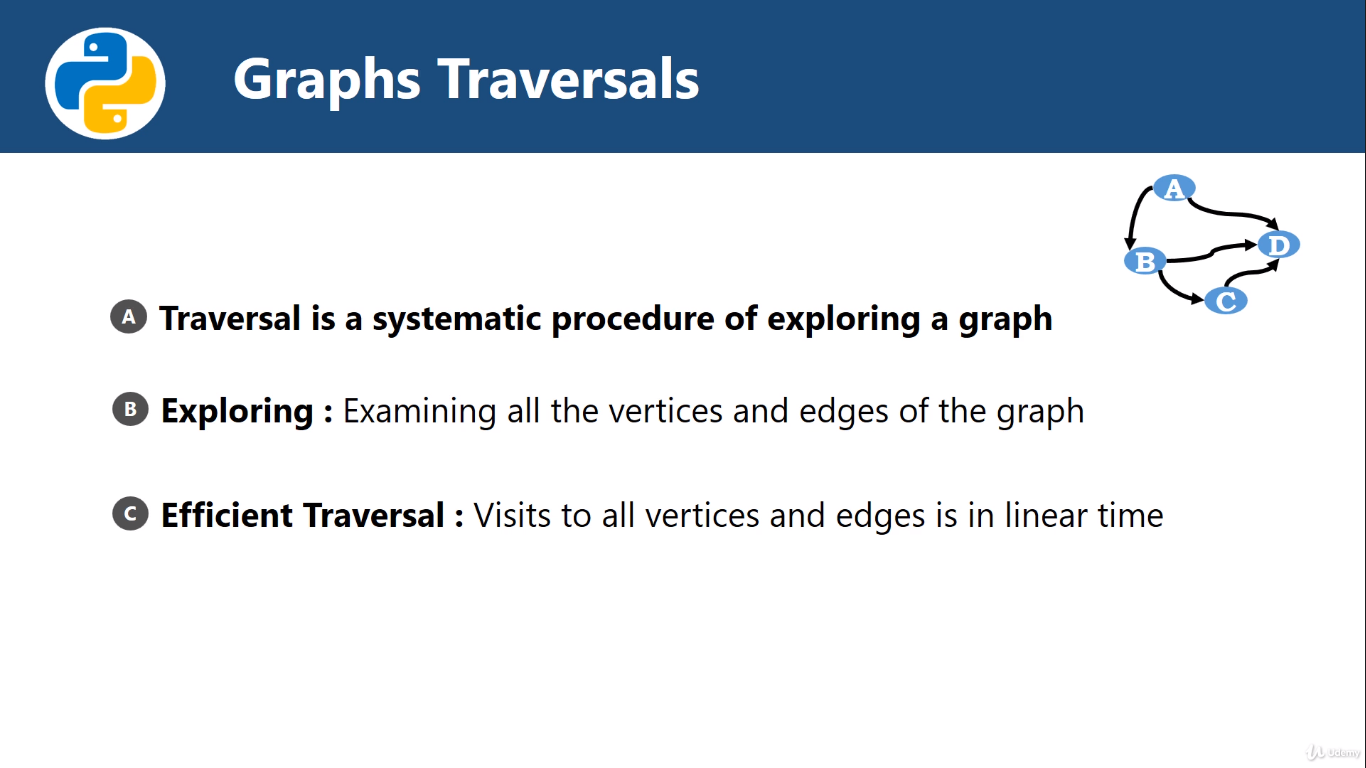 Graphs Traversals
A
D
B
C
A Traversal is a systematic procedure of exploring a graph
B Exploring : Examining all the vertices and edges of the graph
C Efficient Traversal : Visits to all vertices and edges is in linear time
Udemy